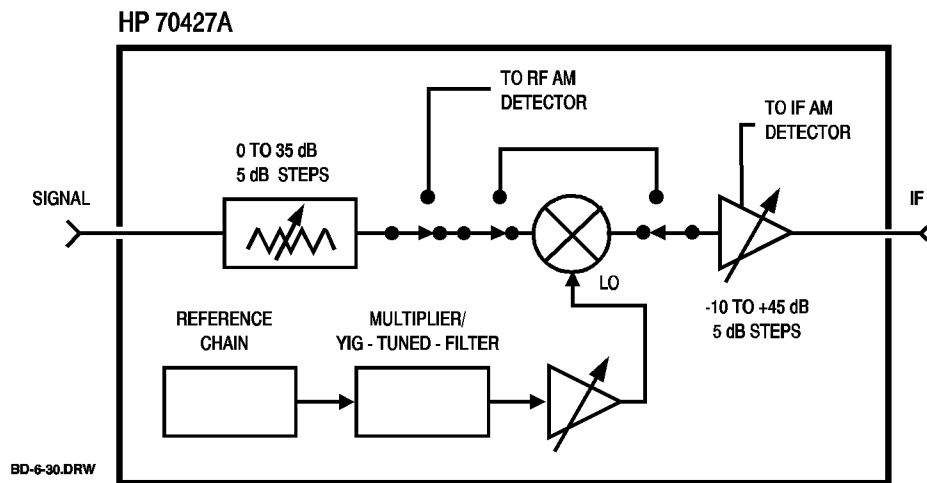 HP 70427A
TO RF AM
DETECTOR
TO IF AM
DETECTOR
0 TO 35 dB
5 dB STEPS
SIGNAL
IF
LO
-10 TO +45 dB
5 dB STEPS
REFERENCE
CHAIN
MULTIPLIER/
YIG - TUNED - FILTER
BD-6-30.DRW